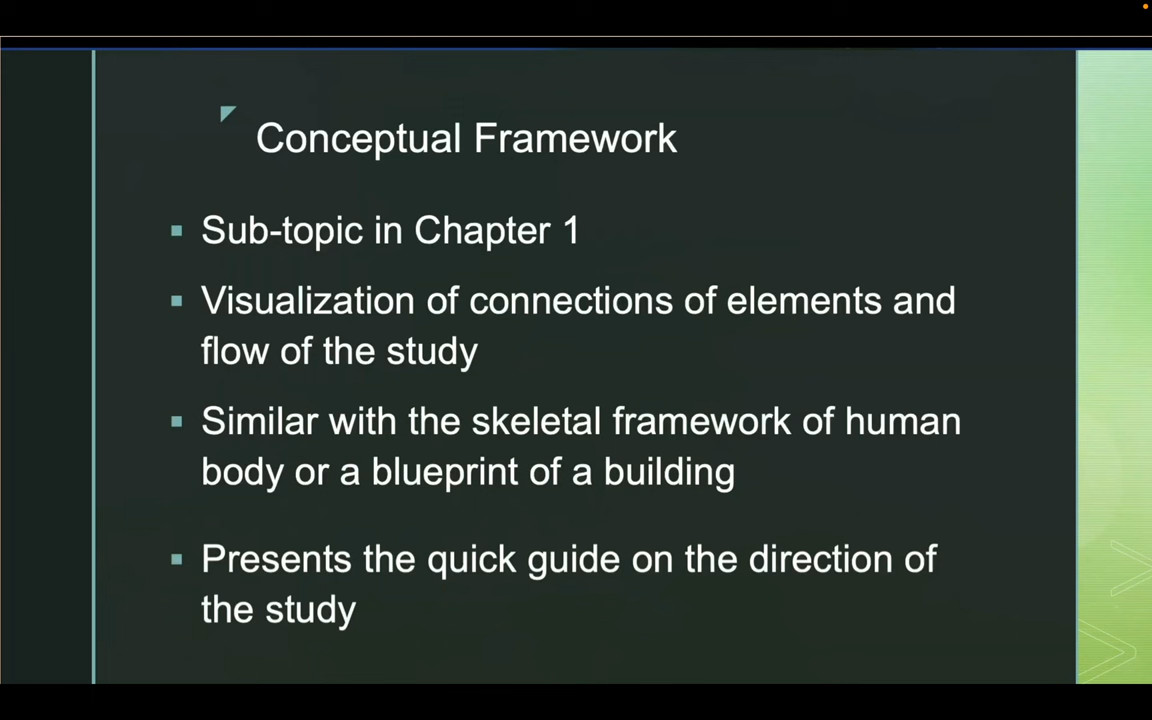 Conceptual Framework
Sub-topic in Chapter 1
Visualization of connections of elements and
flow of the study
Similar with the skeletal framework of human
body or a blueprint of a building
Presents the quick guide on the direction of
the study